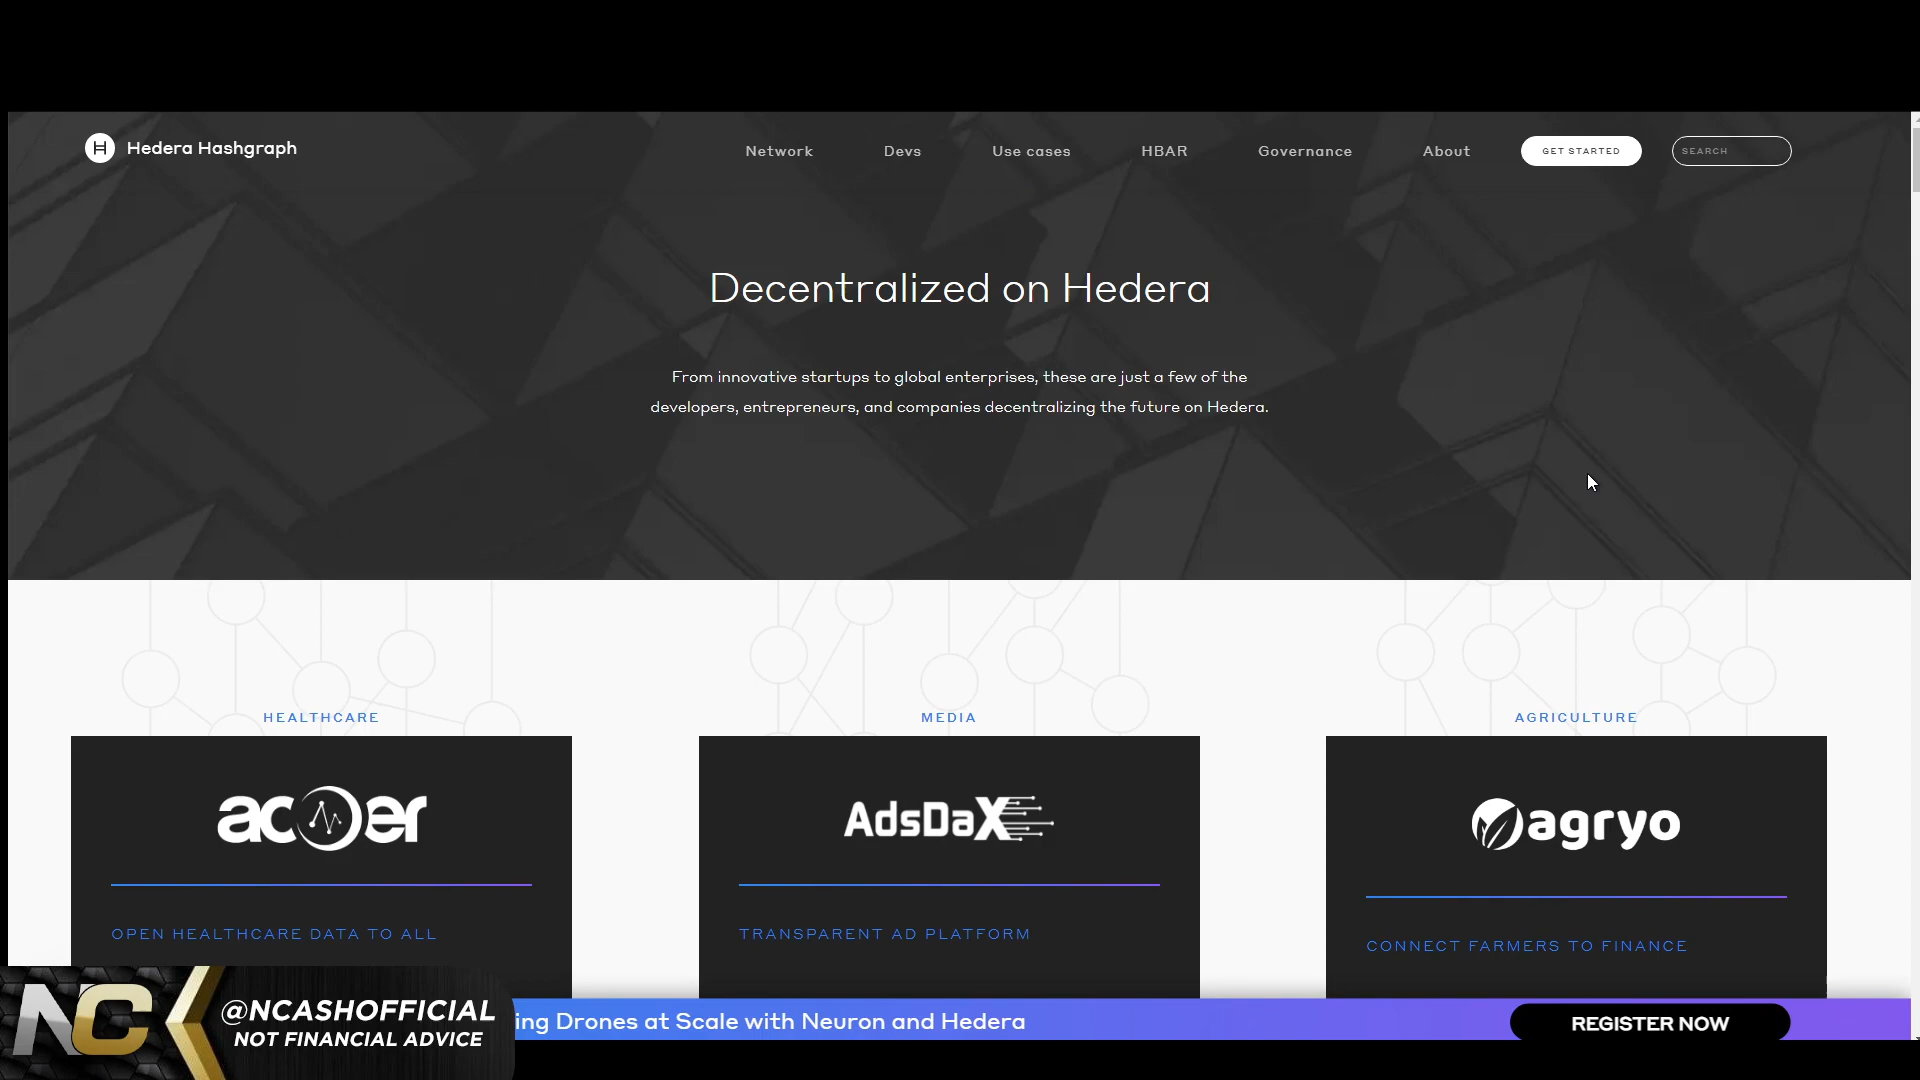 Hedera Hashgraph
Network
Devs
Use cases
HBAR
Governance
About
GET STARTED
SEARCH
Decentralized on Hedera
From innovative startups to global enterprises, these are just a few of the
developers, entrepreneurs, and companies decentralizing the future on Hedera.
HEALTHCARE
MEDIA
AGRICULTURE
acoer
AdsDaX
agryo
OPEN HEALTHCARE DATA TO ALL
TRANSPARENT AD PLATFORM
CONNECT FARMERS TO FINANCE
NC
@NCASHOFFICIAL
NOT FINANCIAL ADVICE
ing Drones at Scale with Neuron and Hedera
REGISTER NOW